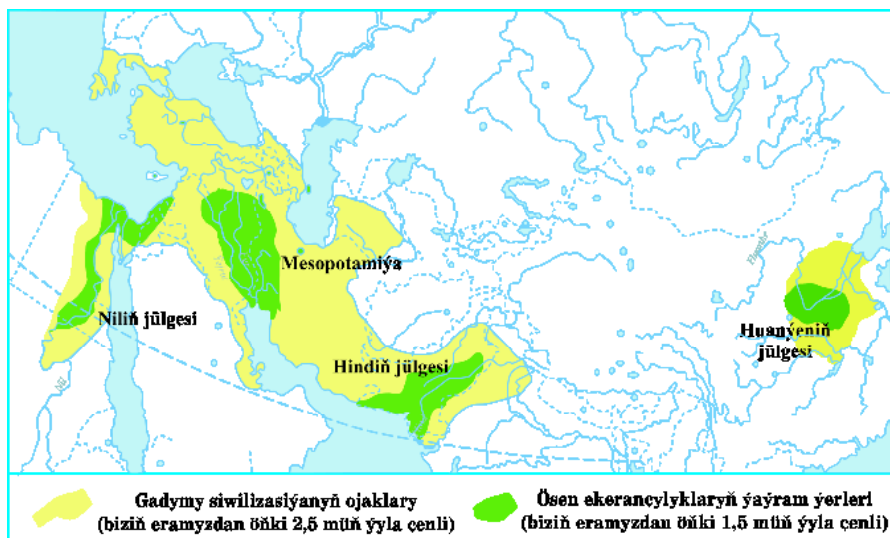 Mesopotamiýa
Niliň jülgesi
Hindiň jülgesi
Huanýeniň
jülgesi
Nil
Gadymy siwilizasiýanyň ojaklary
(biziň eramyzdan öňki 2,5 müň ýyla çenli)
Ösen ekerançylyklaryň ýaýram ýerleri
(biziň eramyzdan öňki 1,5 müň ýyla çenli)